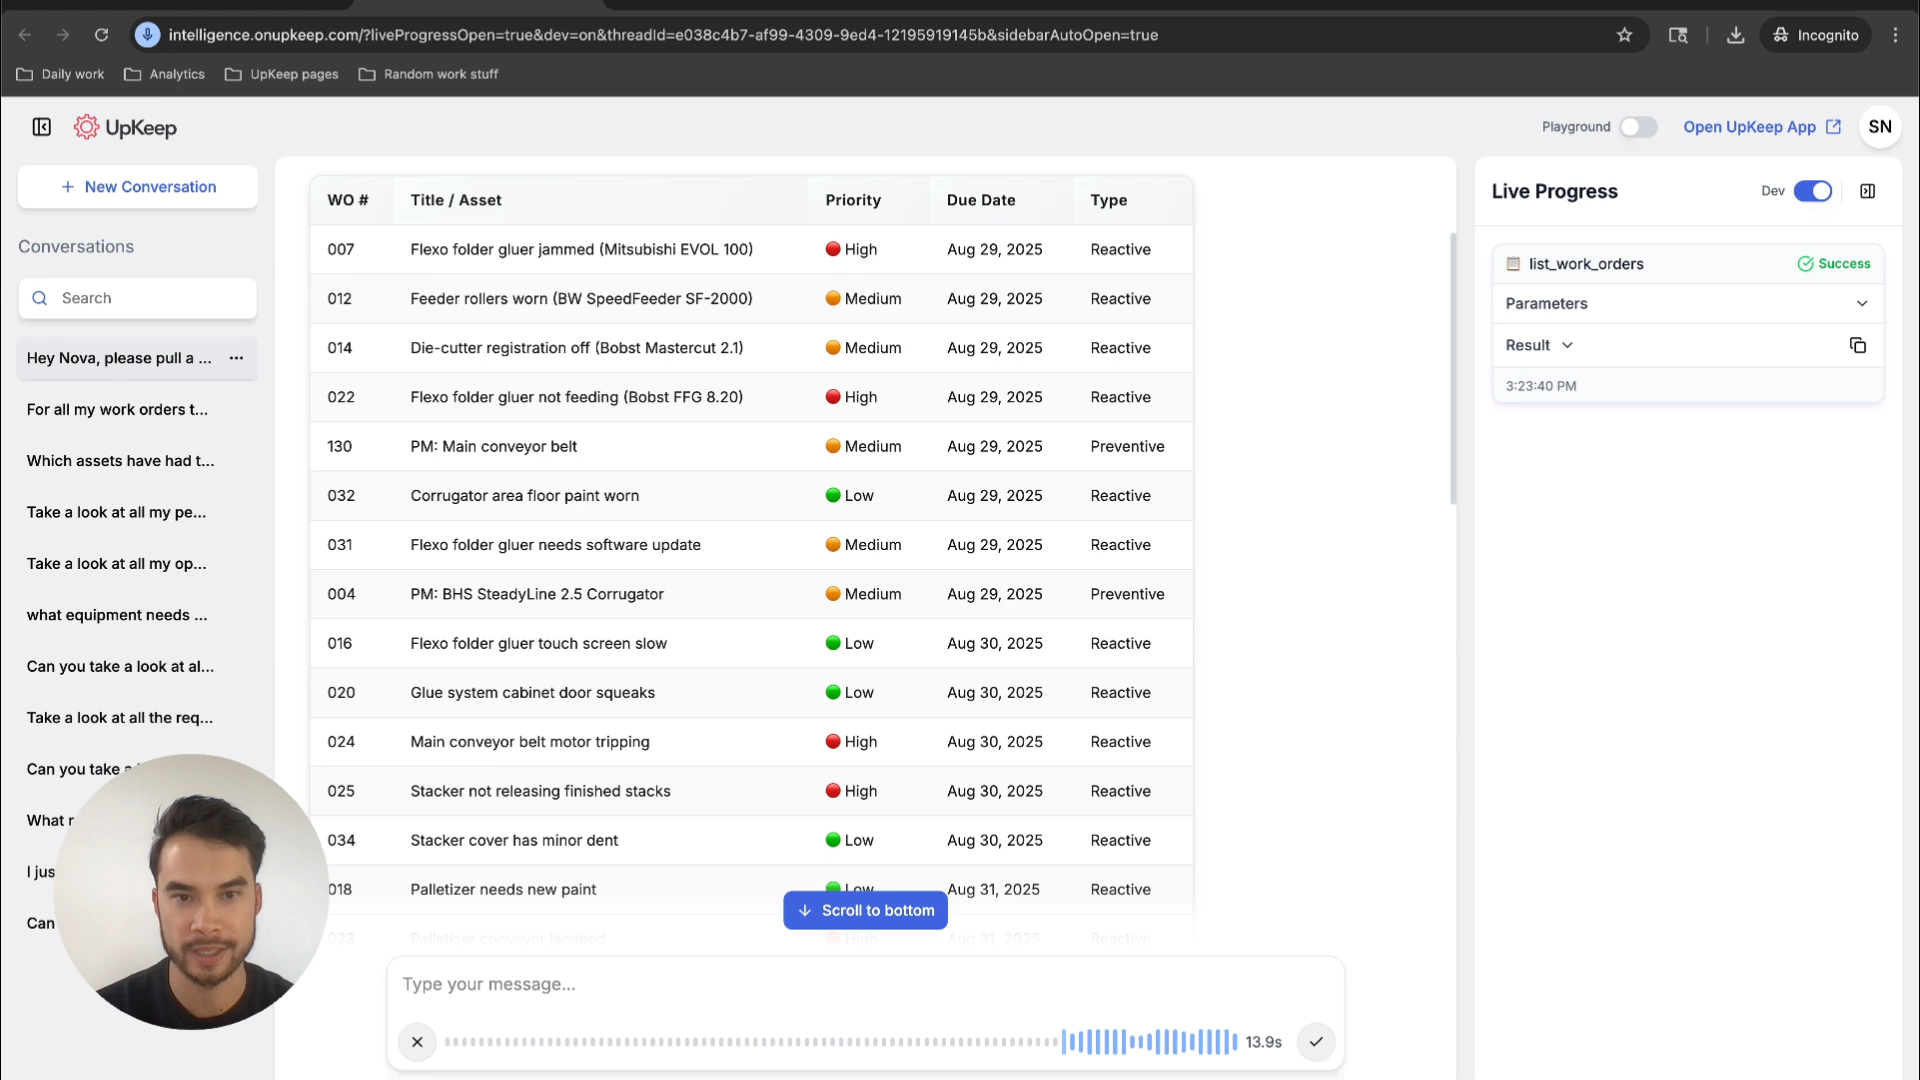 intelligence.onupkeep.com/?liveProgressOpen=true&dev=on&threadId=e038c4b7-af99-4309-9ed4-12195919145b&sidebarAutoOpen=true
Incognito
Daily work
Analytics
UpKeep pages
Random work stuff
UpKeep
Playground
Open UpKeep App
SN
+ New Conversation
Conversations
Search
Hey Nova, please pull a ...
For all my work orders t...
Which assets have had t...
Take a look at all my pe...
Take a look at all my op...
what equipment needs ...
Can you take a look at al...
Take a look at all the req...
Can you take
What
I jus
Can
WO # Title / Asset Priority Due Date Type
007 Flexo folder gluer jammed (Mitsubishi EVOL 100) High Aug 29, 2025 Reactive
012 Feeder rollers worn (BW SpeedFeeder SF-2000) Medium Aug 29, 2025 Reactive
014 Die-cutter registration off (Bobst Mastercut 2.1) Medium Aug 29, 2025 Reactive
022 Flexo folder gluer not feeding (Bobst FFG 8.20) High Aug 29, 2025 Reactive
130 PM: Main conveyor belt Medium Aug 29, 2025 Preventive
032 Corrugator area floor paint worn Low Aug 29, 2025 Reactive
031 Flexo folder gluer needs software update Medium Aug 29, 2025 Reactive
004 PM: BHS SteadyLine 2.5 Corrugator Medium Aug 29, 2025 Preventive
016 Flexo folder gluer touch screen slow Low Aug 30, 2025 Reactive
020 Glue system cabinet door squeaks Low Aug 30, 2025 Reactive
024 Main conveyor belt motor tripping High Aug 30, 2025 Reactive
025 Stacker not releasing finished stacks High Aug 30, 2025 Reactive
034 Stacker cover has minor dent Low Aug 30, 2025 Reactive
018 Palletizer needs new paint Low Aug 31, 2025 Reactive
023 Palletizer conveyor jammed High Aug 31, 2025 Reactive
Scroll to bottom
Type your message...
13.9s
Live Progress
Dev
list_work_orders
Success
Parameters
Result
3:23:40 PM